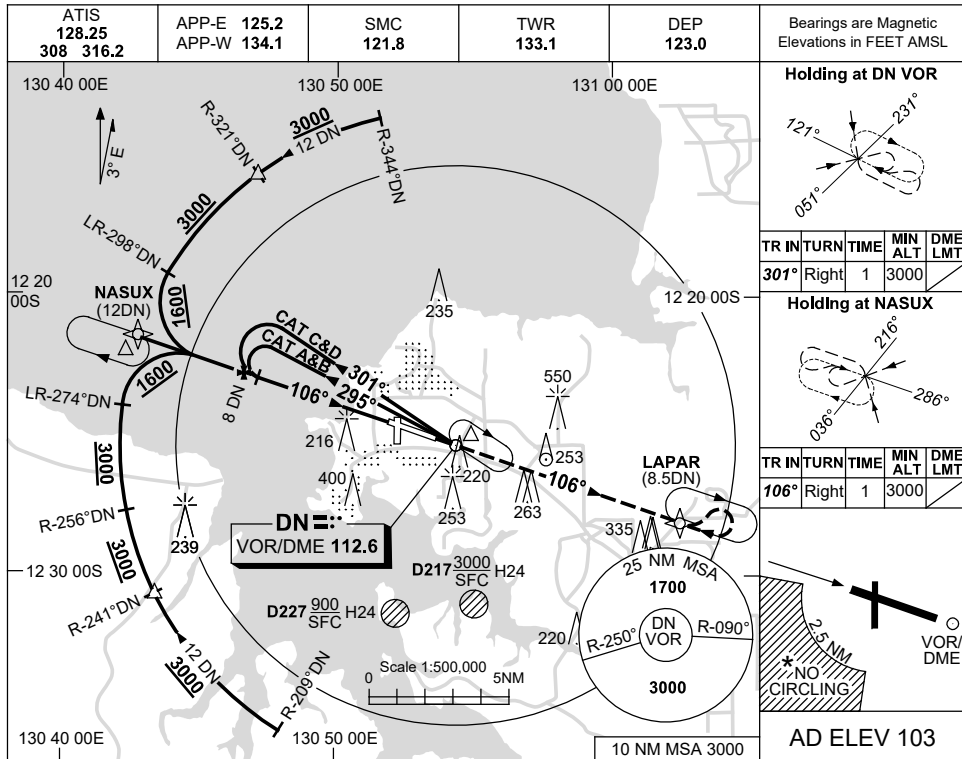 ATIS
128.25
308 316.2
APP-E 125.2
APP-W 134.1
SMC
121.8
TWR
133.1
DEP
123.0
Bearings are Magnetic
Elevations in FEET AMSL
130 40 00E
130 50 00E
131 00 00E
3° E
R-321°DN
3000
12 DN
R-344°DN
3000
LR-298°DN
12 20
00S
12 20 00S
NASUX
(12DN)
1600
1600
CAT C&D
CAT A&B
301°
295°
106°
8 DN
235
550
LR-274°DN
216
253
400
220
106°
LAPAR
(8.5DN)
3000
R-256°DN
239
DN
VOR/DME 112.6
253
263
335
12 30 00S
3000
R-241°DN
D217 3000
SFC
H24
D227 900
SFC
H24
220
12 DN
3000
R-209°DN
Scale 1:500,000
0
5NM
25 NM MSA
1700
DN
VOR
R-250°
R-090°
3000
130 40 00E
130 50 00E
10 NM MSA 3000
Holding at DN VOR
121°
231°
051°
TR IN TURN TIME MIN
ALT
DME
LMT
301° Right 1 3000
Holding at NASUX
216°
036°
286°
TR IN TURN TIME MIN
ALT
DME
LMT
106° Right 1 3000
2.5 NM
*NO
CIRCLING
VOR/
DME
AD ELEV 103